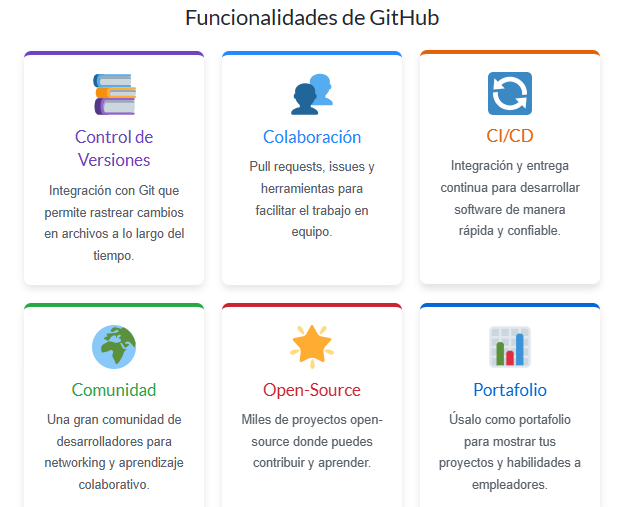 Funcionalidades de GitHub
Control de
Versiones
Integración con Git que
permite rastrear cambios
en archivos a lo largo del
tiempo.
Colaboración
Pull requests, issues y
herramientas para
facilitar el trabajo en
equipo.
CI/CD
Integración y entrega
continua para desarrollar
software de manera
rápida y confiable.
Comunidad
Una gran comunidad de
desarrolladores para
networking y aprendizaje
colaborativo.
Open-Source
Miles de proyectos open-
source donde puedes
contribuir y aprender.
Portafolio
Úsalo como portafolio
para mostrar tus
proyectos y habilidades a
empleadores.